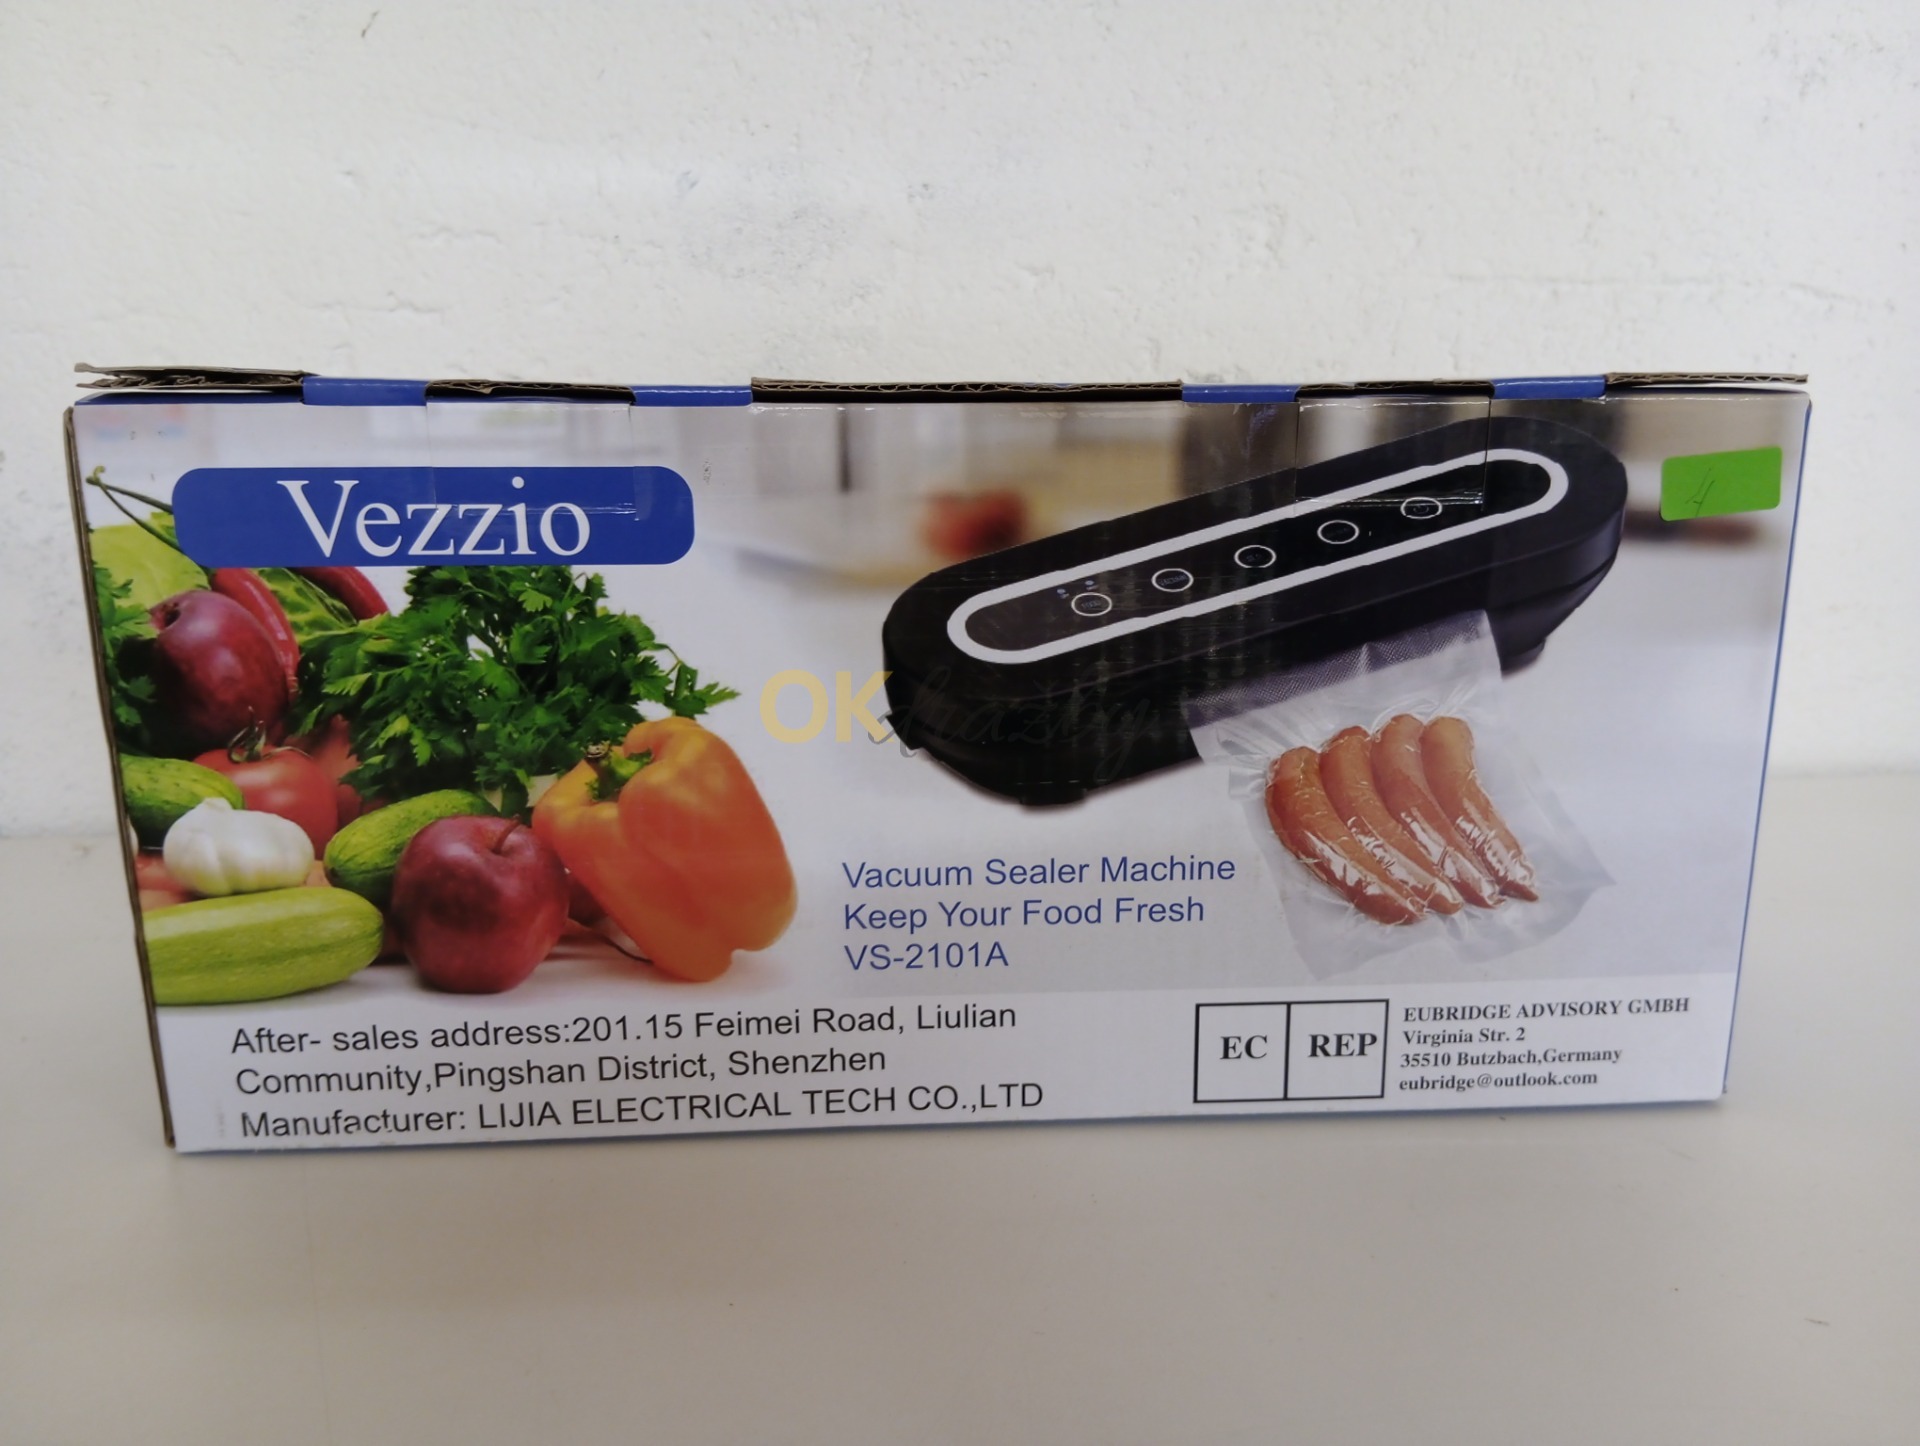 Vezzio
4
OKdrazby
Vacuum Sealer Machine
Keep Your Food Fresh
VS-2101A
After- sales address:201.15 Feimei Road, Liulian
Community,Pingshan District, Shenzhen
Manufacturer: LIJIA ELECTRICAL TECH CO.,LTD
EC REP
EUBRIDGE ADVISORY GMBH
Virginia Str. 2
35510 Butzbach,Germany
eubridge@outlook.com